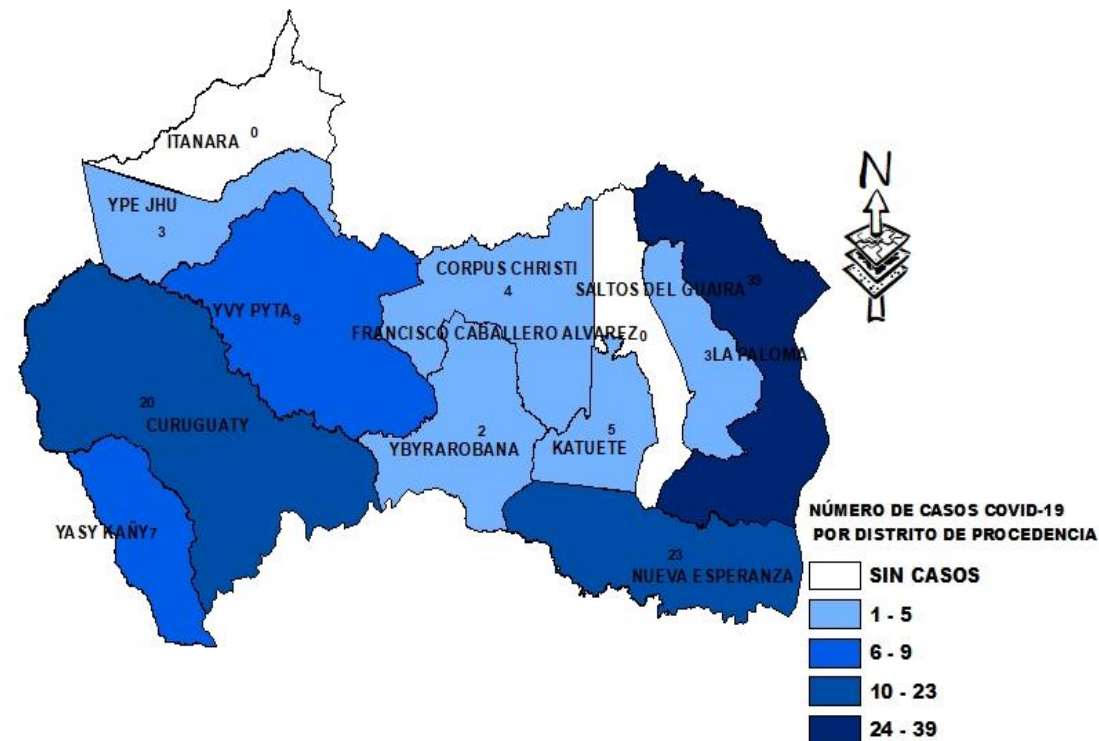 N
ITANARA 0
YPE JHU
3
CORPUS CHRISTI
4
SALTOS DEL GUAIRA 39
YVY PYTA 9
FRANCISCO CABALLERO ALVAREZ 0
3 LA PALOMA
20
CURUGUATY
2
YBYRAROBANA
5
KATUETE
YASY KAÑY 7
23
NUEVA ESPERANZA
NÚMERO DE CASOS COVID-19
POR DISTRITO DE PROCEDENCIA
SIN CASOS
1 - 5
6 - 9
10 - 23
24 - 39